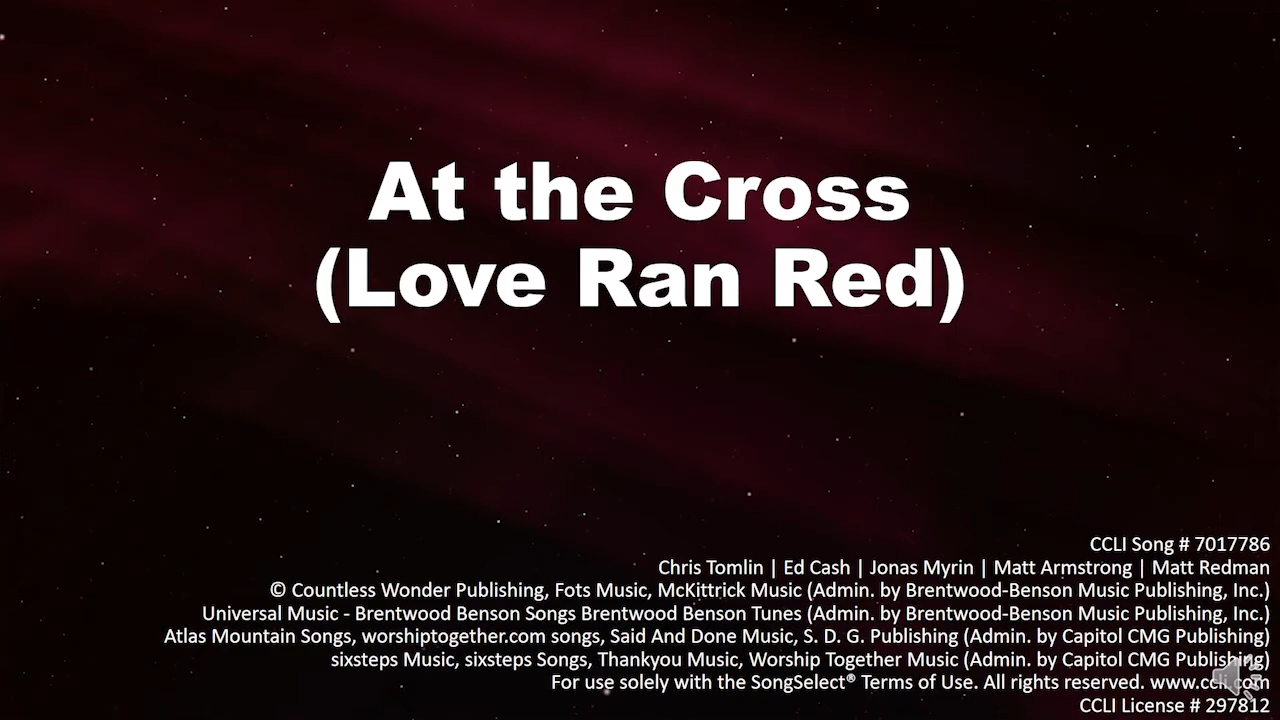 At the Cross
(Love Ran Red)
CCLI Song # 7017786
Chris Tomlin | Ed Cash | Jonas Myrin | Matt Armstrong | Matt Redman
© Countless Wonder Publishing, Fots Music, McKittrick Music (Admin. by Brentwood-Benson Music Publishing, Inc.)
Universal Music - Brentwood Benson Songs Brentwood Benson Tunes (Admin. by Brentwood-Benson Music Publishing, Inc.)
Atlas Mountain Songs, worshiptogether.com songs, Said And Done Music, S. D. G. Publishing (Admin. by Capitol CMG Publishing)
sixsteps Music, sixsteps Songs, Thankyou Music, Worship Together Music (Admin. by Capitol CMG Publishing)
For use solely with the SongSelect® Terms of Use. All rights reserved. www.ccli.com
CCLI License # 297812